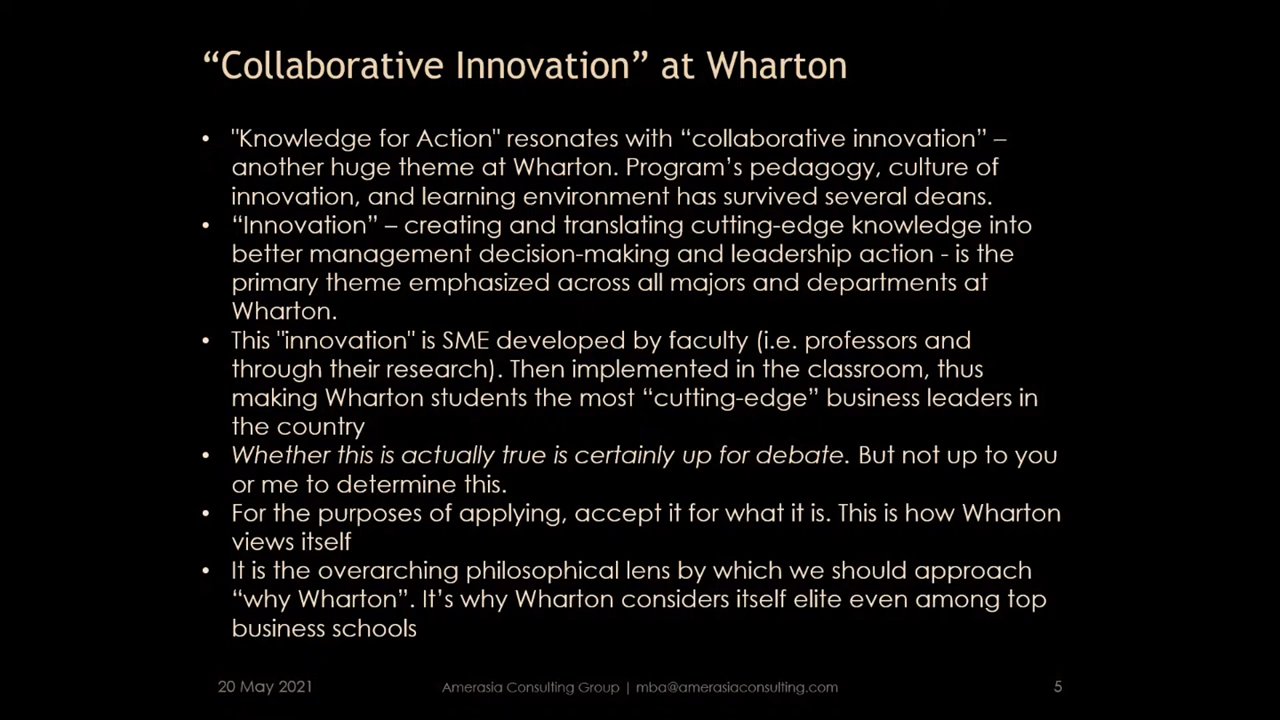 “Collaborative Innovation” at Wharton
• "Knowledge for Action" resonates with “collaborative innovation” –
another huge theme at Wharton. Program’s pedagogy, culture of
innovation, and learning environment has survived several deans.
• “Innovation” – creating and translating cutting-edge knowledge into
better management decision-making and leadership action - is the
primary theme emphasized across all majors and departments at
Wharton.
• This "innovation" is SME developed by faculty (i.e. professors and
through their research). Then implemented in the classroom, thus
making Wharton students the most “cutting-edge” business leaders in
the country
• Whether this is actually true is certainly up for debate. But not up to you
or me to determine this.
• For the purposes of applying, accept it for what it is. This is how Wharton
views itself
• It is the overarching philosophical lens by which we should approach
“why Wharton”. It’s why Wharton considers itself elite even among top
business schools
20 May 2021 Amerasia Consulting Group | mba@amerasiaconsulting.com 5